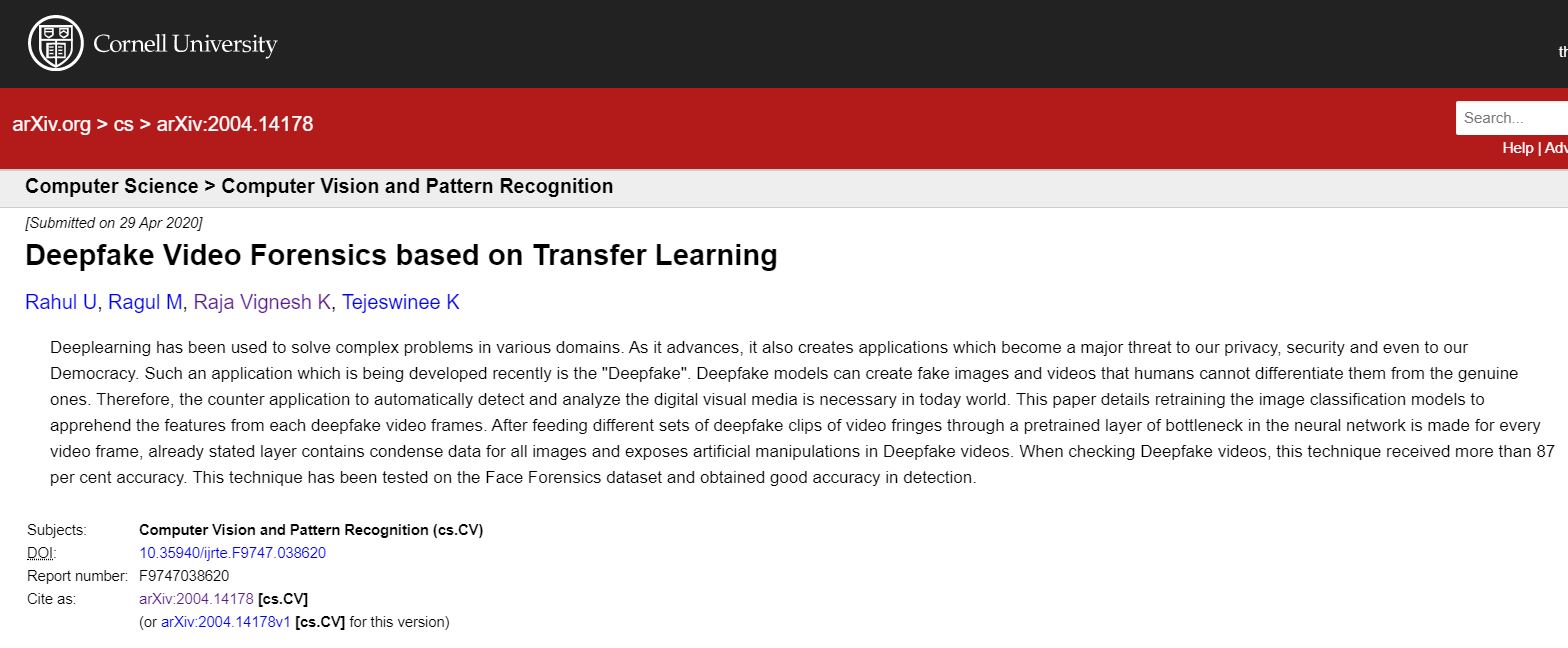 Cornell University
arXiv.org > cs > arXiv:2004.14178
Search...
Help | Adv
Computer Science > Computer Vision and Pattern Recognition
[Submitted on 29 Apr 2020]
Deepfake Video Forensics based on Transfer Learning
Rahul U, Ragul M, Raja Vignesh K, Tejeswinee K
Deeplearning has been used to solve complex problems in various domains. As it advances, it also creates applications which become a major threat to our privacy, security and even to our
Democracy. Such an application which is being developed recently is the "Deepfake". Deepfake models can create fake images and videos that humans cannot differentiate them from the genuine
ones. Therefore, the counter application to automatically detect and analyze the digital visual media is necessary in today world. This paper details retraining the image classification models to
apprehend the features from each deepfake video frames. After feeding different sets of deepfake clips of video fringes through a pretrained layer of bottleneck in the neural network is made for every
video frame, already stated layer contains condense data for all images and exposes artificial manipulations in Deepfake videos. When checking Deepfake videos, this technique received more than 87
per cent accuracy. This technique has been tested on the Face Forensics dataset and obtained good accuracy in detection.
Subjects: Computer Vision and Pattern Recognition (cs.CV)
DOI: 10.35940/ijrte.F9747.038620
Report number: F9747038620
Cite as: arXiv:2004.14178 [cs.CV]
(or arXiv:2004.14178v1 [cs.CV] for this version)